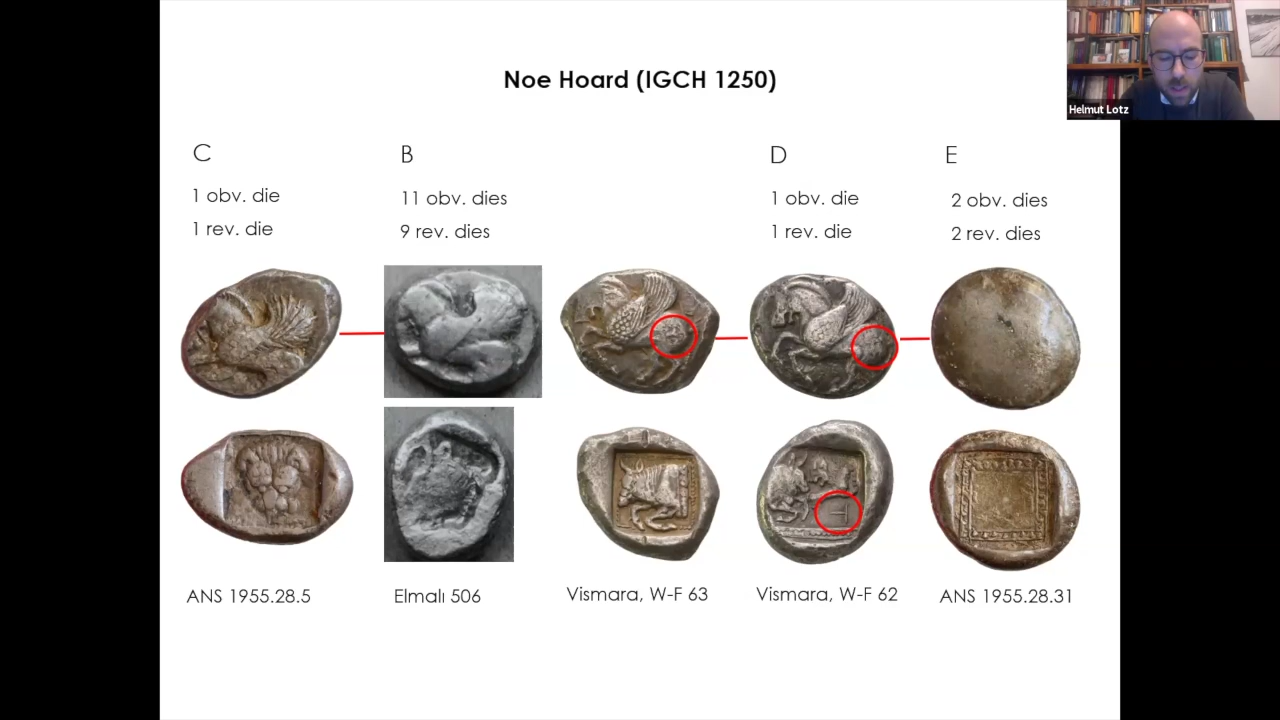 Noe Hoard (IGCH 1250)
Helmut Lotz
C
1 obv. die
1 rev. die
B
11 obv. dies
9 rev. dies
D
1 obv. die
1 rev. die
E
2 obv. dies
2 rev. dies
ANS 1955.28.5
Elmalı 506
Vismara, W-F 63
Vismara, W-F 62
ANS 1955.28.31